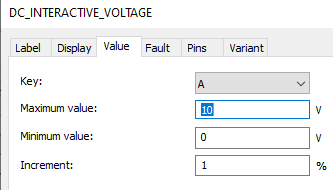 DC_INTERACTIVE_VOLTAGE
Label Display Value Fault Pins Variant
Key: A
Maximum value: 10 V
Minimum value: 0 V
Increment: 1 %